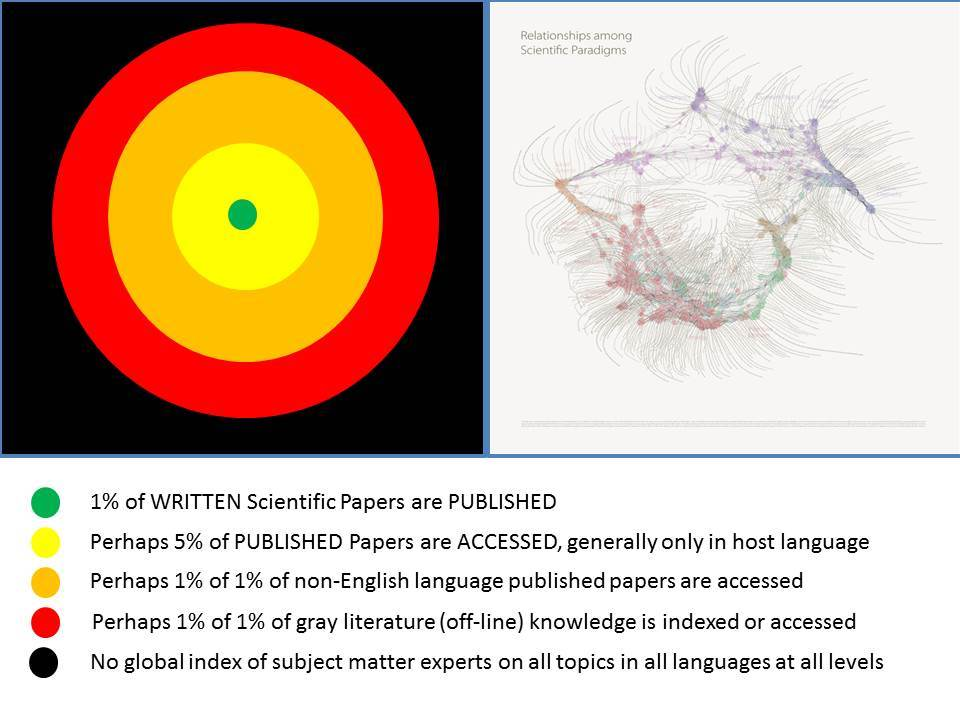 Relationships among
Scientific Paradigms
1% of WRITTEN Scientific Papers are PUBLISHED
Perhaps 5% of PUBLISHED Papers are ACCESSED, generally only in host language
Perhaps 1% of 1% of non-English language published papers are accessed
Perhaps 1% of 1% of gray literature (off-line) knowledge is indexed or accessed
No global index of subject matter experts on all topics in all languages at all levels